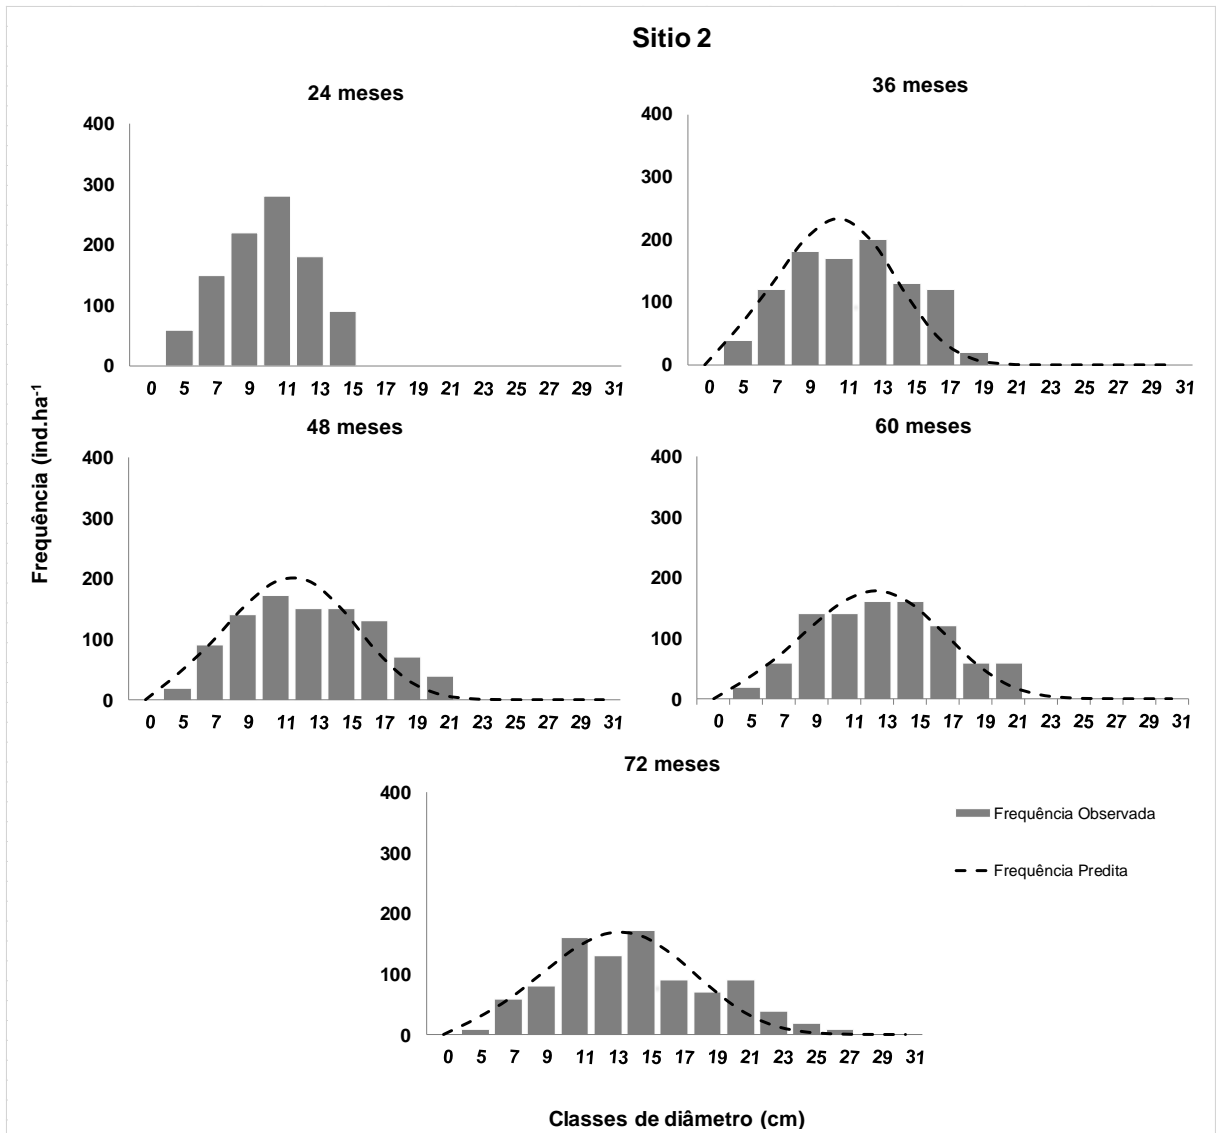 Sitio 2
24 meses
36 meses
400
300
200
100
0
0 5 7 9 11 13 15 17 19 21 23 25 27 29 31
400
300
200
100
0
0 5 7 9 11 13 15 17 19 21 23 25 27 29 31
48 meses
60 meses
400
300
200
100
0
0 5 7 9 11 13 15 17 19 21 23 25 27 29 31
400
300
200
100
0
0 5 7 9 11 13 15 17 19 21 23 25 27 29 31
Frequência (ind.ha⁻¹)
72 meses
400
300
200
100
0
0 5 7 9 11 13 15 17 19 21 23 25 27 29 31
Frequência Observada
Frequência Predita
Classes de diâmetro (cm)